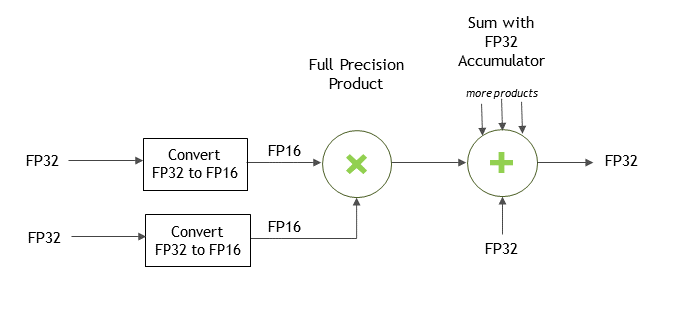 Sum with
FP32
Accumulator
Full Precision
Product
more products
FP32
Convert
FP32 to FP16
FP16
FP32
FP32
Convert
FP32 to FP16
FP16
FP32